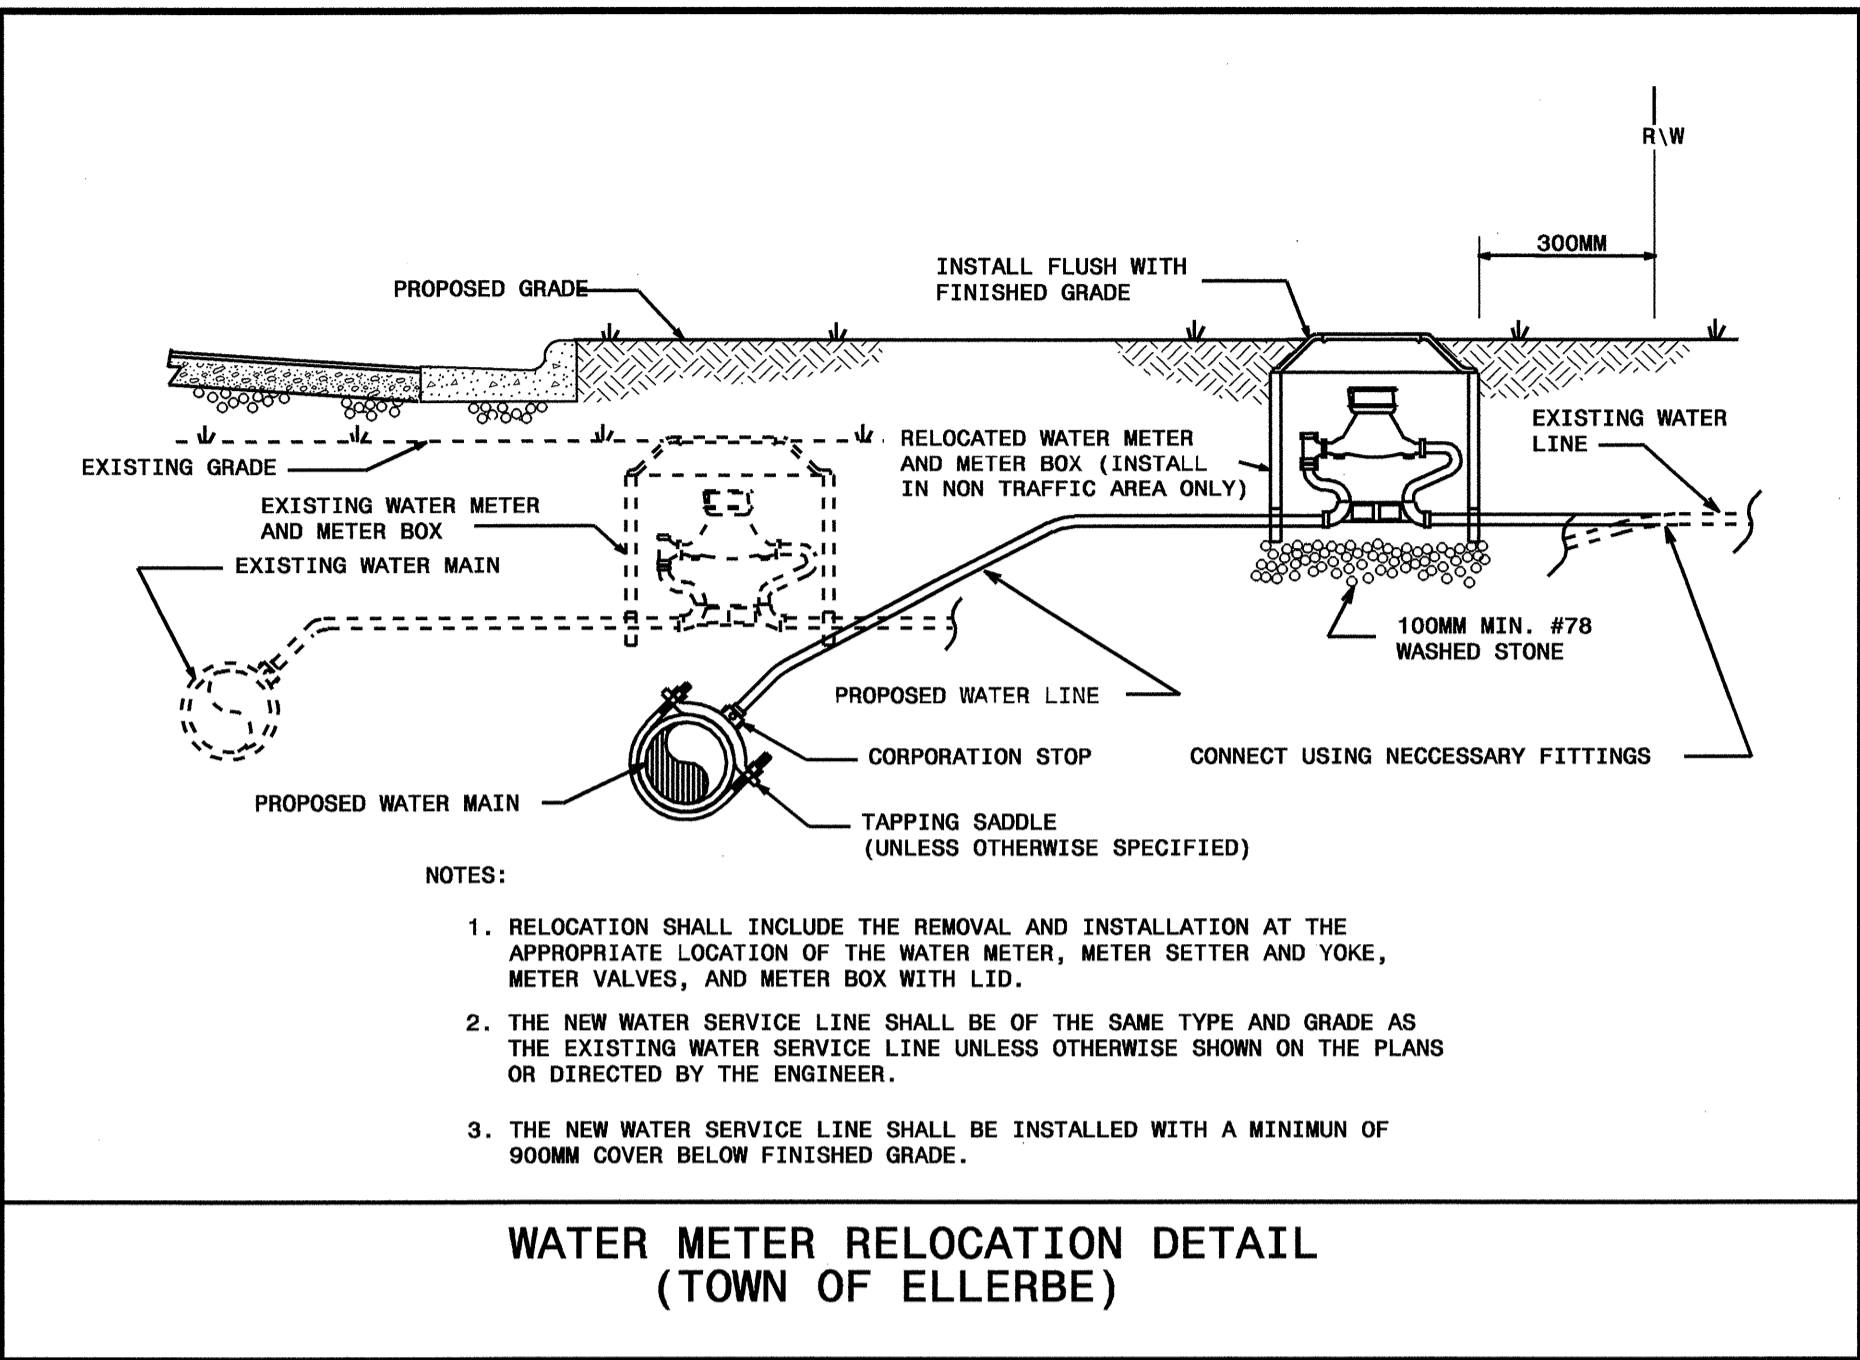 R\W
300MM
INSTALL FLUSH WITH
FINISHED GRADE
PROPOSED GRADE
EXISTING WATER
LINE
RELOCATED WATER METER
AND METER BOX (INSTALL
IN NON TRAFFIC AREA ONLY)
EXISTING GRADE
EXISTING WATER METER
AND METER BOX
EXISTING WATER MAIN
100MM MIN. #78
WASHED STONE
PROPOSED WATER LINE
CORPORATION STOP
CONNECT USING NECCESSARY FITTINGS
PROPOSED WATER MAIN
TAPPING SADDLE
(UNLESS OTHERWISE SPECIFIED)
NOTES:
1. RELOCATION SHALL INCLUDE THE REMOVAL AND INSTALLATION AT THE
APPROPRIATE LOCATION OF THE WATER METER, METER SETTER AND YOKE,
METER VALVES, AND METER BOX WITH LID.
2. THE NEW WATER SERVICE LINE SHALL BE OF THE SAME TYPE AND GRADE AS
THE EXISTING WATER SERVICE LINE UNLESS OTHERWISE SHOWN ON THE PLANS
OR DIRECTED BY THE ENGINEER.
3. THE NEW WATER SERVICE LINE SHALL BE INSTALLED WITH A MINIMUN OF
900MM COVER BELOW FINISHED GRADE.
WATER METER RELOCATION DETAIL
(TOWN OF ELLERBE)